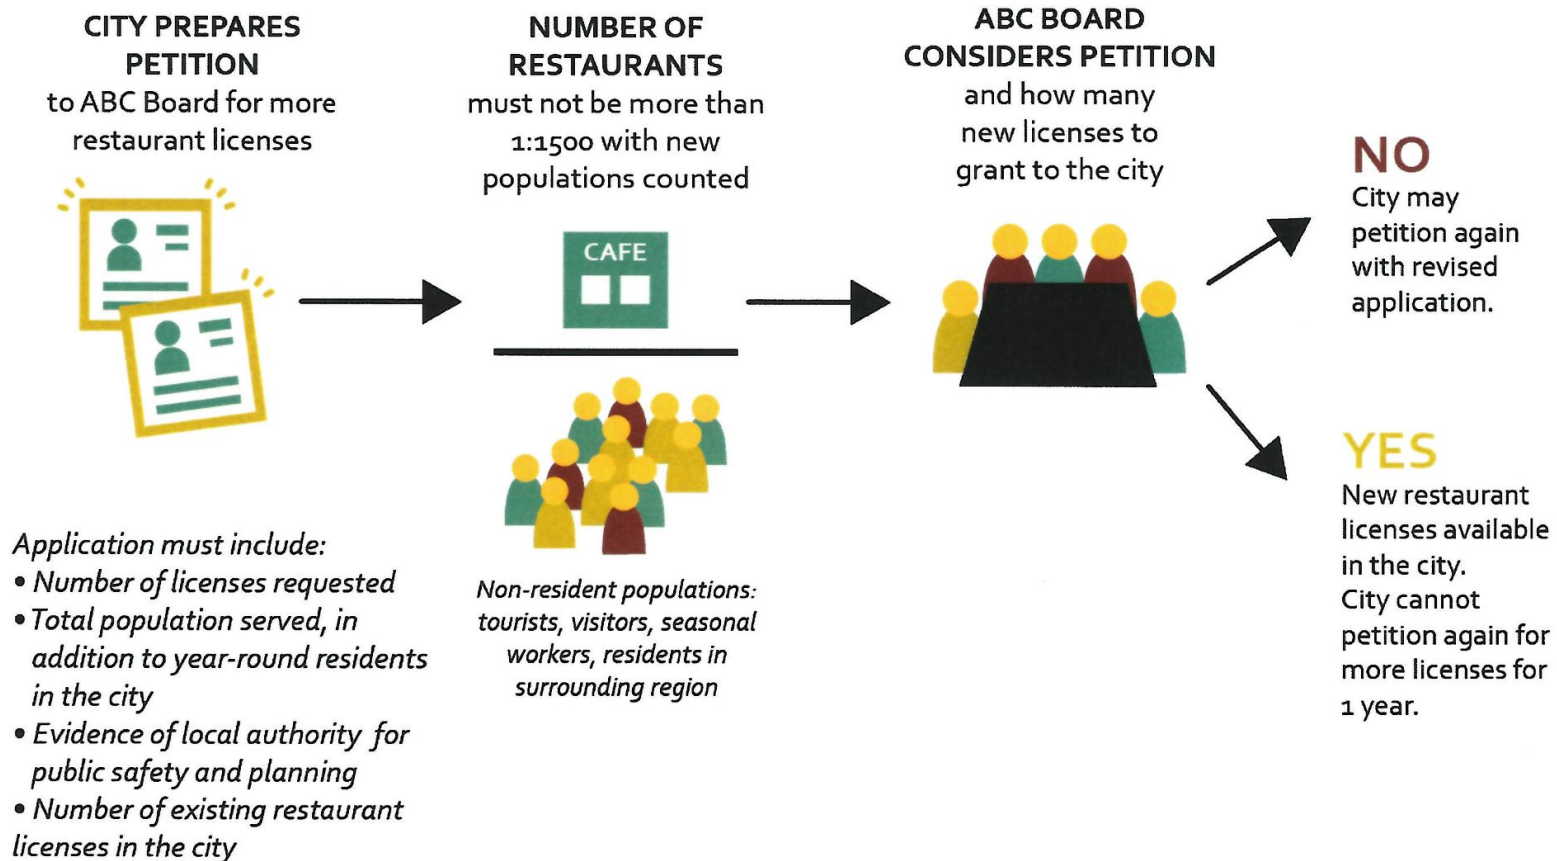 CITY PREPARES
PETITION
to ABC Board for more
restaurant licenses
Application must include:
• Number of licenses requested
• Total population served, in
addition to year-round residents
in the city
• Evidence of local authority for
public safety and planning
• Number of existing restaurant
licenses in the city
NUMBER OF
RESTAURANTS
must not be more than
1:1500 with new
populations counted
CAFE
Non-resident populations:
tourists, visitors, seasonal
workers, residents in
surrounding region
ABC BOARD
CONSIDERS PETITION
and how many
new licenses to
grant to the city
NO
City may
petition again
with revised
application.
YES
New restaurant
licenses available
in the city.
City cannot
petition again for
more licenses for
1 year.